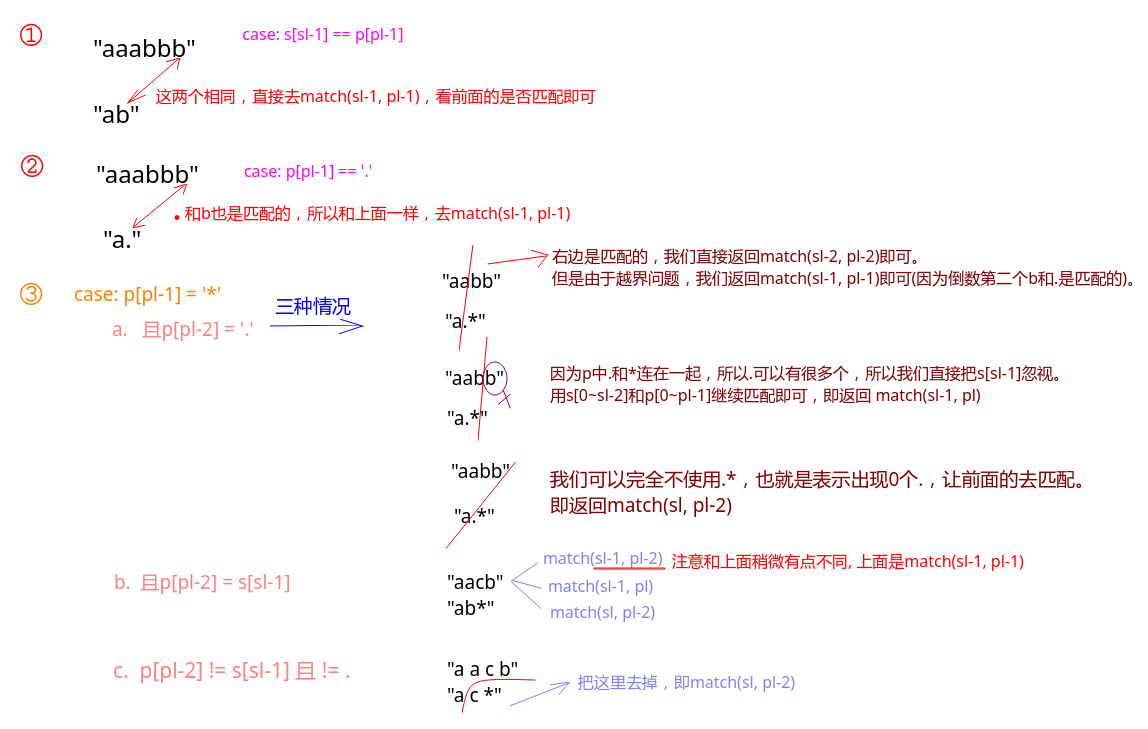 ① "aaabbb" case: s[sl-1] == p[pl-1]
"ab" 这两个相同，直接去match(sl-1, pl-1)，看前面的是否匹配即可
② "aaabbb" case: p[pl-1] == '.'
"a." .和b也是匹配的，所以和上面一样，去match(sl-1, pl-1)
③ case: p[pl-1] = '*'
a. 且p[pl-2] = '.' 三种情况
"aabb" 右边是匹配的，我们直接返回match(sl-2, pl-2)即可。
但是由于越界问题，我们返回match(sl-1, pl-1)即可(因为倒数第二个b和.是匹配的)。
"a.*"
"aabb" 因为p中.和*连在一起，所以.可以有很多个，所以我们直接把s[sl-1]忽视。
用s[0~sl-2]和p[0~pl-1]继续匹配即可，即返回 match(sl-1, pl)
"a.*"
"aabb" 我们可以完全不使用.*，也就是表示出现0个.，让前面的去匹配。
"a.*" 即返回match(sl, pl-2)
b. 且p[pl-2] = s[sl-1]
"aacb" match(sl-1, pl-2) 注意和上面稍微有点不同, 上面是match(sl-1, pl-1)
match(sl-1, pl)
"ab*" match(sl, pl-2)
c. p[pl-2] != s[sl-1] 且 != .
"a a c b"
"a c *" 把这里去掉，即match(sl, pl-2)